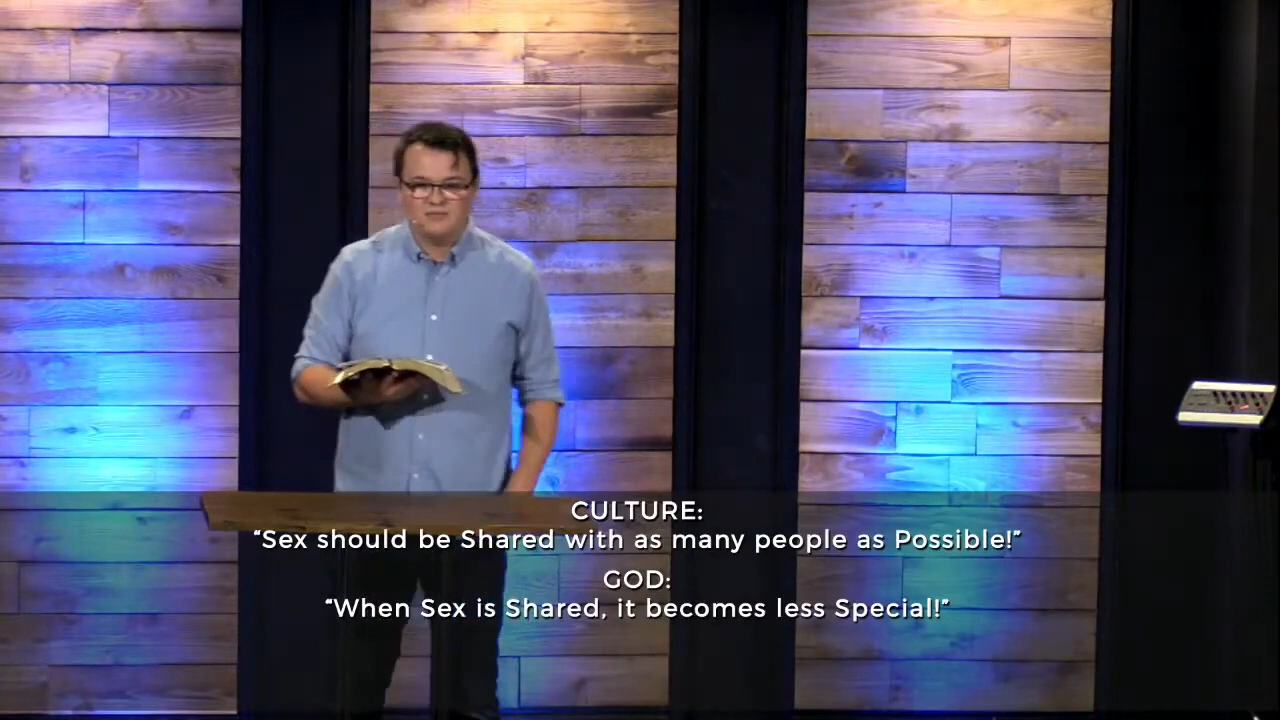 CULTURE:
“Sex should be Shared with as many people as Possible!”
GOD:
“When Sex is Shared, it becomes less Special!”